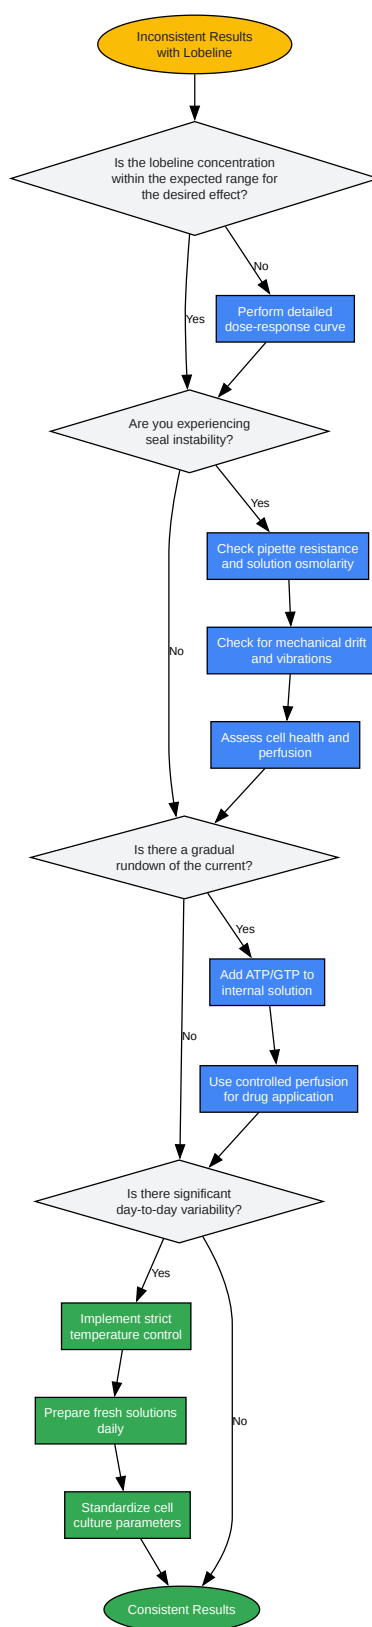 Inconsistent Results
with Lobeline
Is the lobeline concentration
within the expected range for
the desired effect?
No
Yes
Perform detailed
dose-response curve
Are you experiencing
seal instability?
Yes
Check pipette resistance
and solution osmolarity
No
Check for mechanical drift
and vibrations
Assess cell health and
perfusion
Is there a gradual
rundown of the current?
Yes
Add ATP/GTP to
internal solution
No
Use controlled perfusion
for drug application
Is there significant
day-to-day variability?
Yes
Implement strict
temperature control
Prepare fresh solutions
daily
No
Standardize cell
culture parameters
Consistent Results